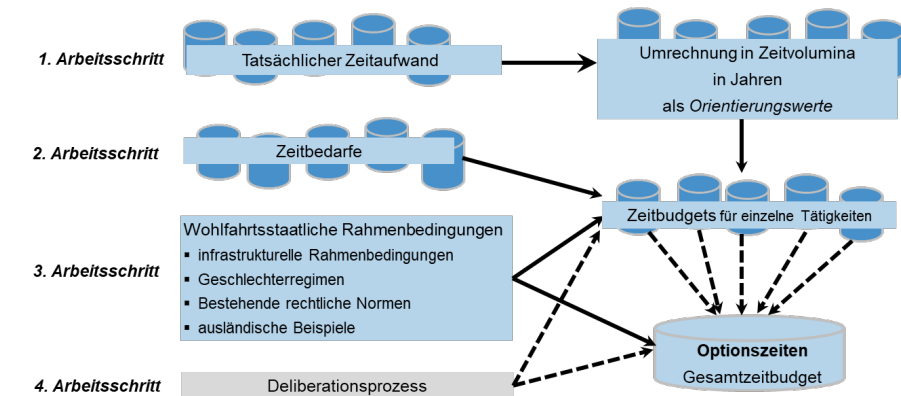 1. Arbeitsschritt
Tatsächlicher Zeitaufwand
Umrechnung in Zeitvolumina
in Jahren
als Orientierungswerte
2. Arbeitsschritt
Zeitbedarfe
Zeitbudgets für einzelne Tätigkeiten
3. Arbeitsschritt
Wohlfahrtsstaatliche Rahmenbedingungen
▪ infrastrukturelle Rahmenbedingungen
▪ Geschlechterregimen
▪ Bestehende rechtliche Normen
▪ ausländische Beispiele
Optionszeiten
Gesamtzeitbudget
4. Arbeitsschritt
Deliberationsprozess